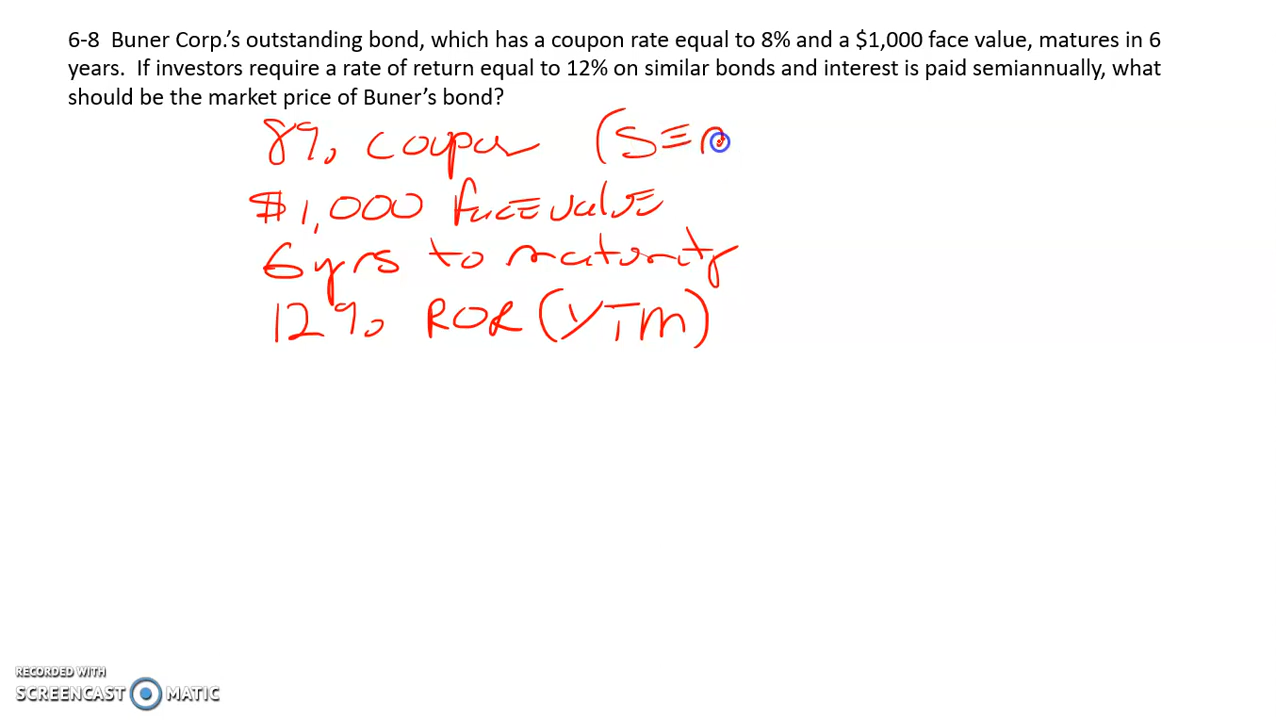 6-8 Buner Corp.'s outstanding bond, which has a coupon rate equal to 8% and a $1,000 face value, matures in 6
years. If investors require a rate of return equal to 12% on similar bonds and interest is paid semiannually, what
should be the market price of Buner's bond?
8% coupon (SE
$1,000 face value
6 yrs to maturity
12% ROR (YTM)
RECORDED WITH
SCREENCAST MATIC